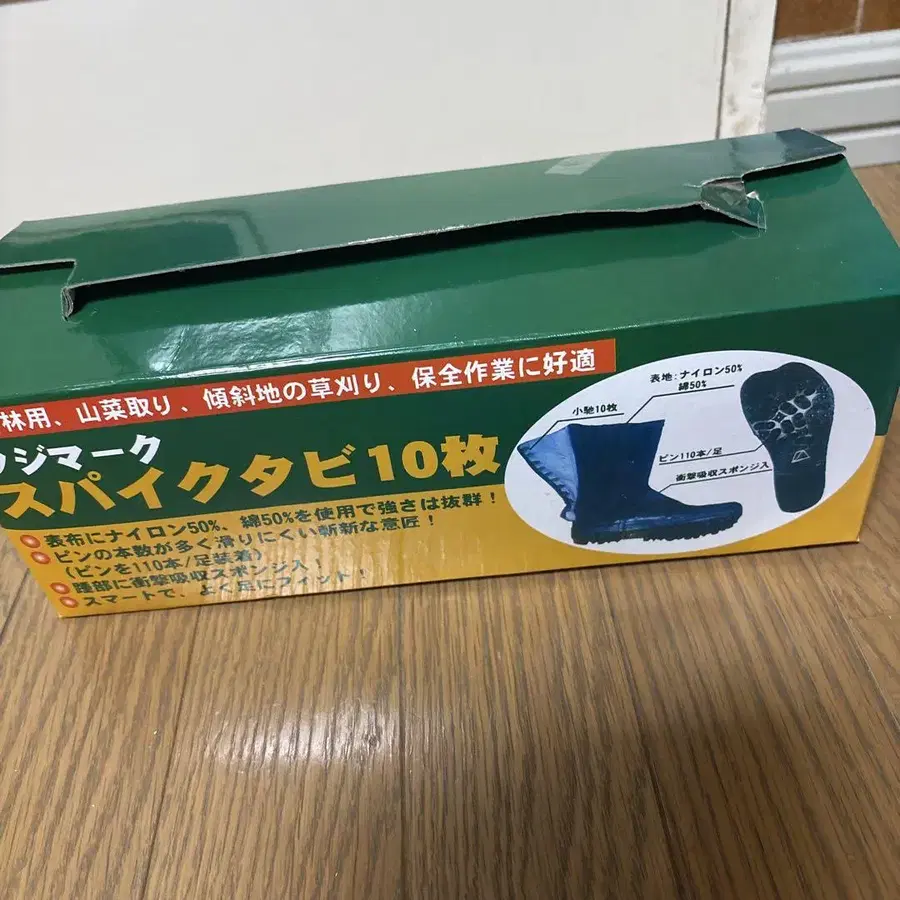 林用、山菜取り、傾斜地の草刈り、保全作業に好適
ジマーク
スパイクタビ10枚
表布にナイロン50%、綿50%を使用で強さは抜群!
ピンの本数が多く滑りにくい斬新な意匠!
(ピンを110本/足装着)
踵部に衝撃吸収スポンジ入!
スマートで、よく足にフィット!
表地:ナイロン50%
綿50%
小馳10枚
ピン110本/足
衝撃吸収スポンジ入